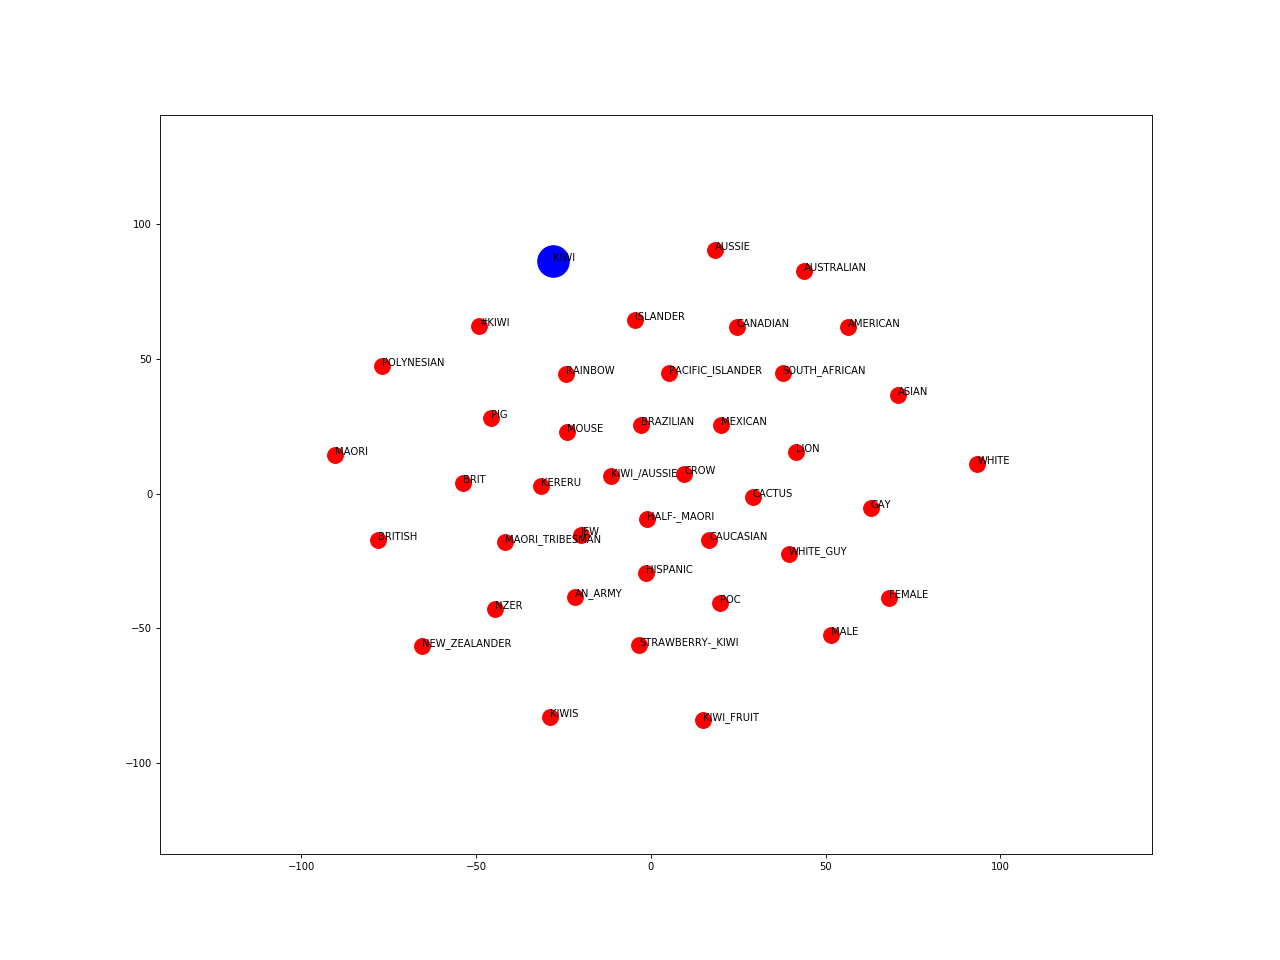 100
50
0
−50
−100
AUSSIE
KIWI
AUSTRALIAN
ISLANDER
#KIWI
CANADIAN
AMERICAN
POLYNESIAN
RAINBOW
PACIFIC_ISLANDER
SOUTH_AFRICAN
ASIAN
PIG
MOUSE
BRAZILIAN
MEXICAN
MAORI
LION
WHITE
BRIT
KERERU
KIWI_/AUSSIE
CROW
CACTUS
GAY
HALF-_MAORI
BRITISH
MAORI_TRIBESMAN
JEW
CAUCASIAN
WHITE_GUY
HISPANIC
AN_ARMY
POC
FEMALE
NZER
MALE
NEW_ZEALANDER
STRAWBERRY-_KIWI
KIWIS
KIWI_FRUIT
−100
−50
0
50
100